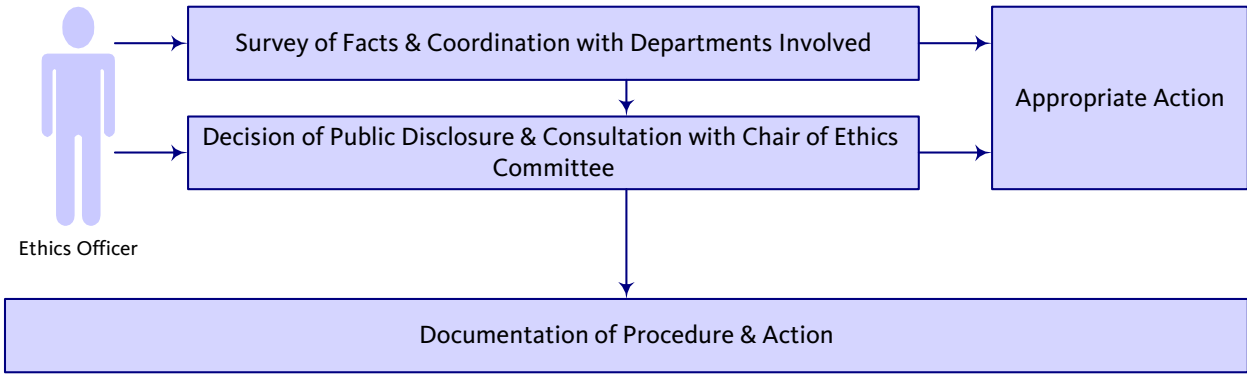 Survey of Facts & Coordination with Departments Involved
Appropriate Action
Decision of Public Disclosure & Consultation with Chair of Ethics
Committee
Ethics Officer
Documentation of Procedure & Action